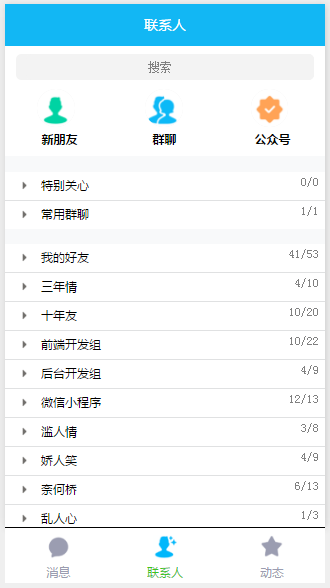 联系人
搜索
新朋友 群聊 公众号
特别关心 0/0
常用群聊 1/1
我的好友 41/53
三年情 4/10
十年友 10/20
前端开发组 10/22
后台开发组 4/9
微信小程序 12/13
滥人情 3/8
娇人笑 4/9
奈何桥 6/13
乱人心 1/3
消息 联系人 动态